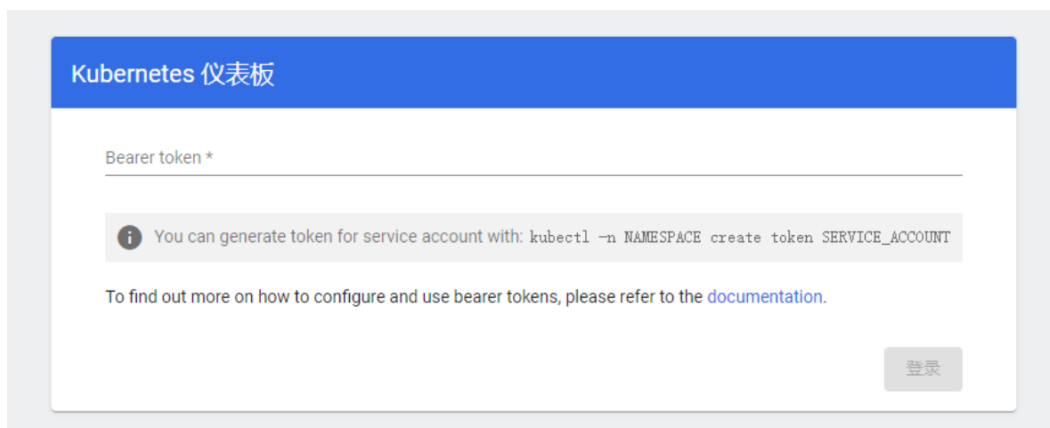 Kubernetes 仪表板
Bearer token *
You can generate token for service account with: kubectl -n NAMESPACE create token SERVICE_ACCOUNT
To find out more on how to configure and use bearer tokens, please refer to the documentation.
登录